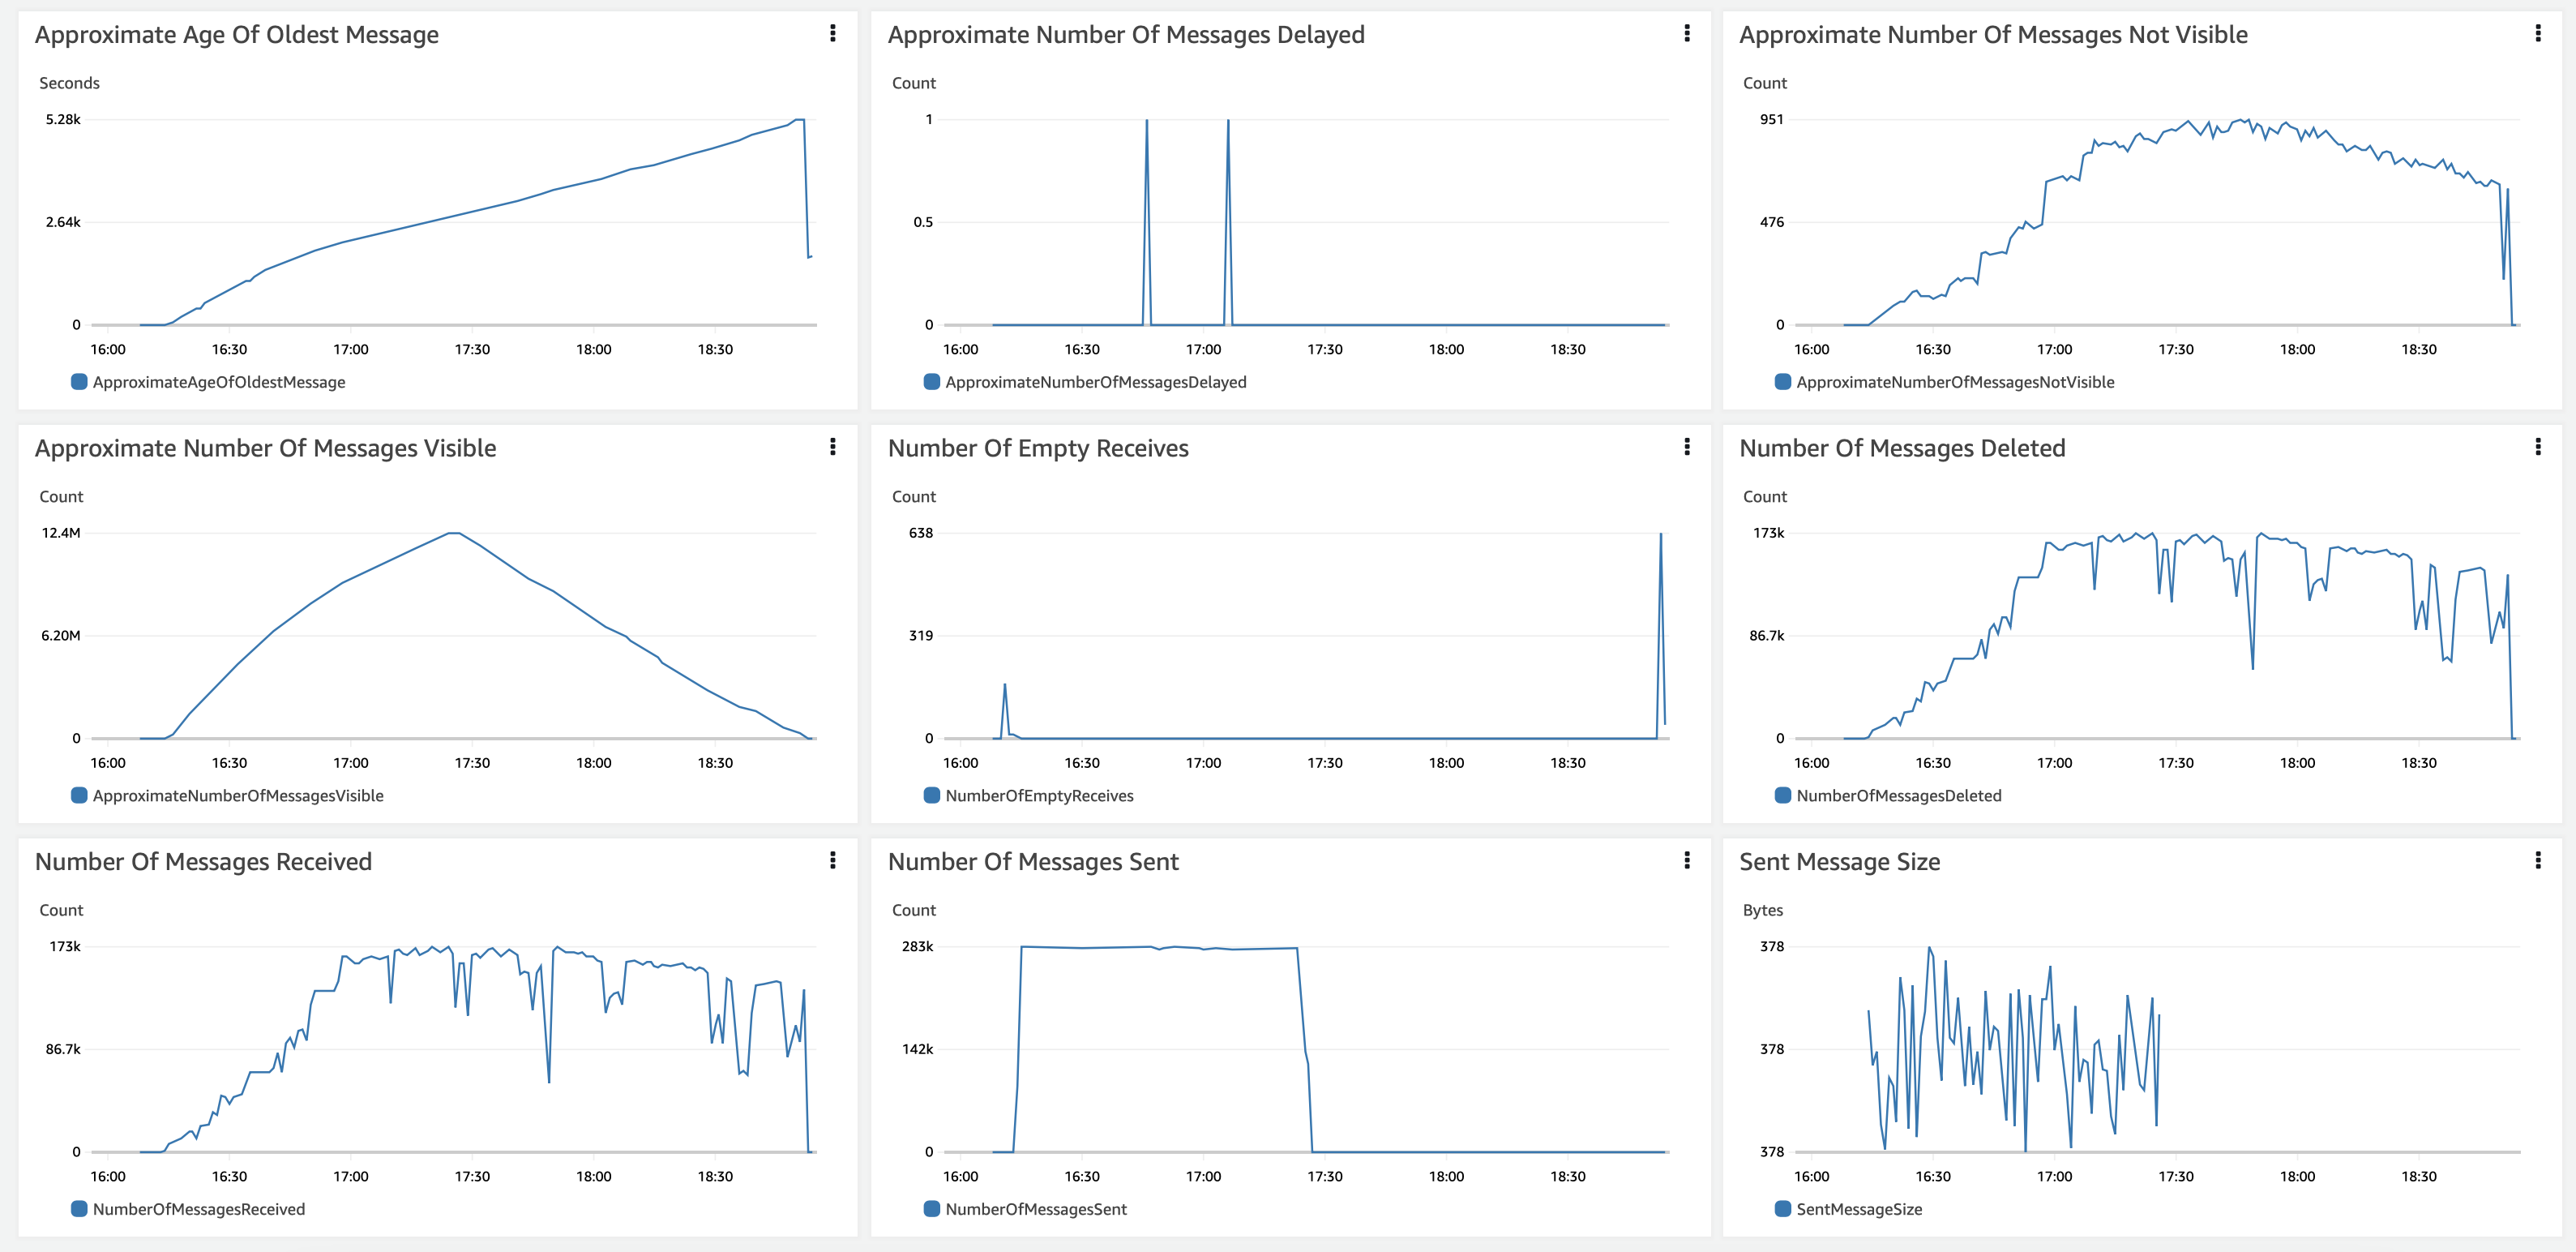 Approximate Age Of Oldest Message
Seconds
5.28k
2.64k
0
16:00 16:30 17:00 17:30 18:00 18:30
ApproximateAgeOfOldestMessage
Approximate Number Of Messages Delayed
Count
1
0.5
0
16:00 16:30 17:00 17:30 18:00 18:30
ApproximateNumberOfMessagesDelayed
Approximate Number Of Messages Not Visible
Count
951
476
0
16:00 16:30 17:00 17:30 18:00 18:30
ApproximateNumberOfMessagesNotVisible
Approximate Number Of Messages Visible
Count
12.4M
6.20M
0
16:00 16:30 17:00 17:30 18:00 18:30
ApproximateNumberOfMessagesVisible
Number Of Empty Receives
Count
638
319
0
16:00 16:30 17:00 17:30 18:00 18:30
NumberOfEmptyReceives
Number Of Messages Deleted
Count
173k
86.7k
0
16:00 16:30 17:00 17:30 18:00 18:30
NumberOfMessagesDeleted
Number Of Messages Received
Count
173k
86.7k
0
16:00 16:30 17:00 17:30 18:00 18:30
NumberOfMessagesReceived
Number Of Messages Sent
Count
283k
142k
0
16:00 16:30 17:00 17:30 18:00 18:30
NumberOfMessagesSent
Sent Message Size
Bytes
378
378
378
16:00 16:30 17:00 17:30 18:00 18:30
SentMessageSize